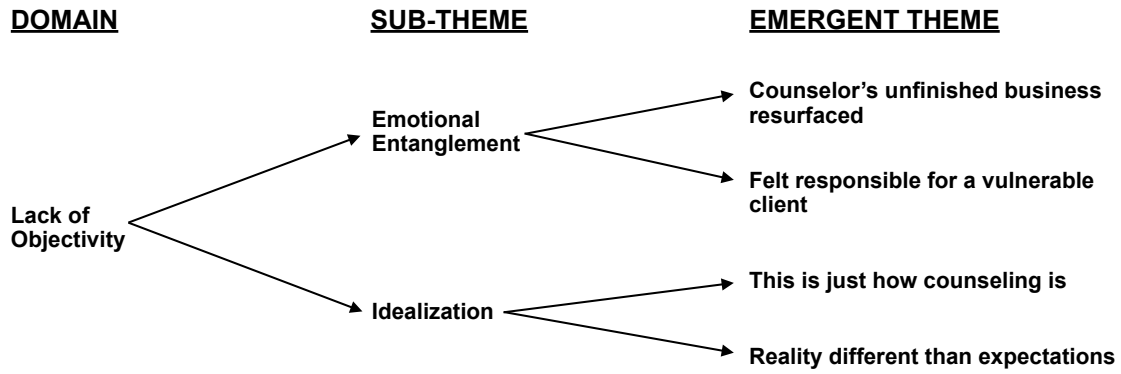 DOMAIN
SUB-THEME
EMERGENT THEME
Counselor’s unfinished business
resurfaced
Emotional
Entanglement
Felt responsible for a vulnerable
client
Lack of
Objectivity
This is just how counseling is
Idealization
Reality different than expectations